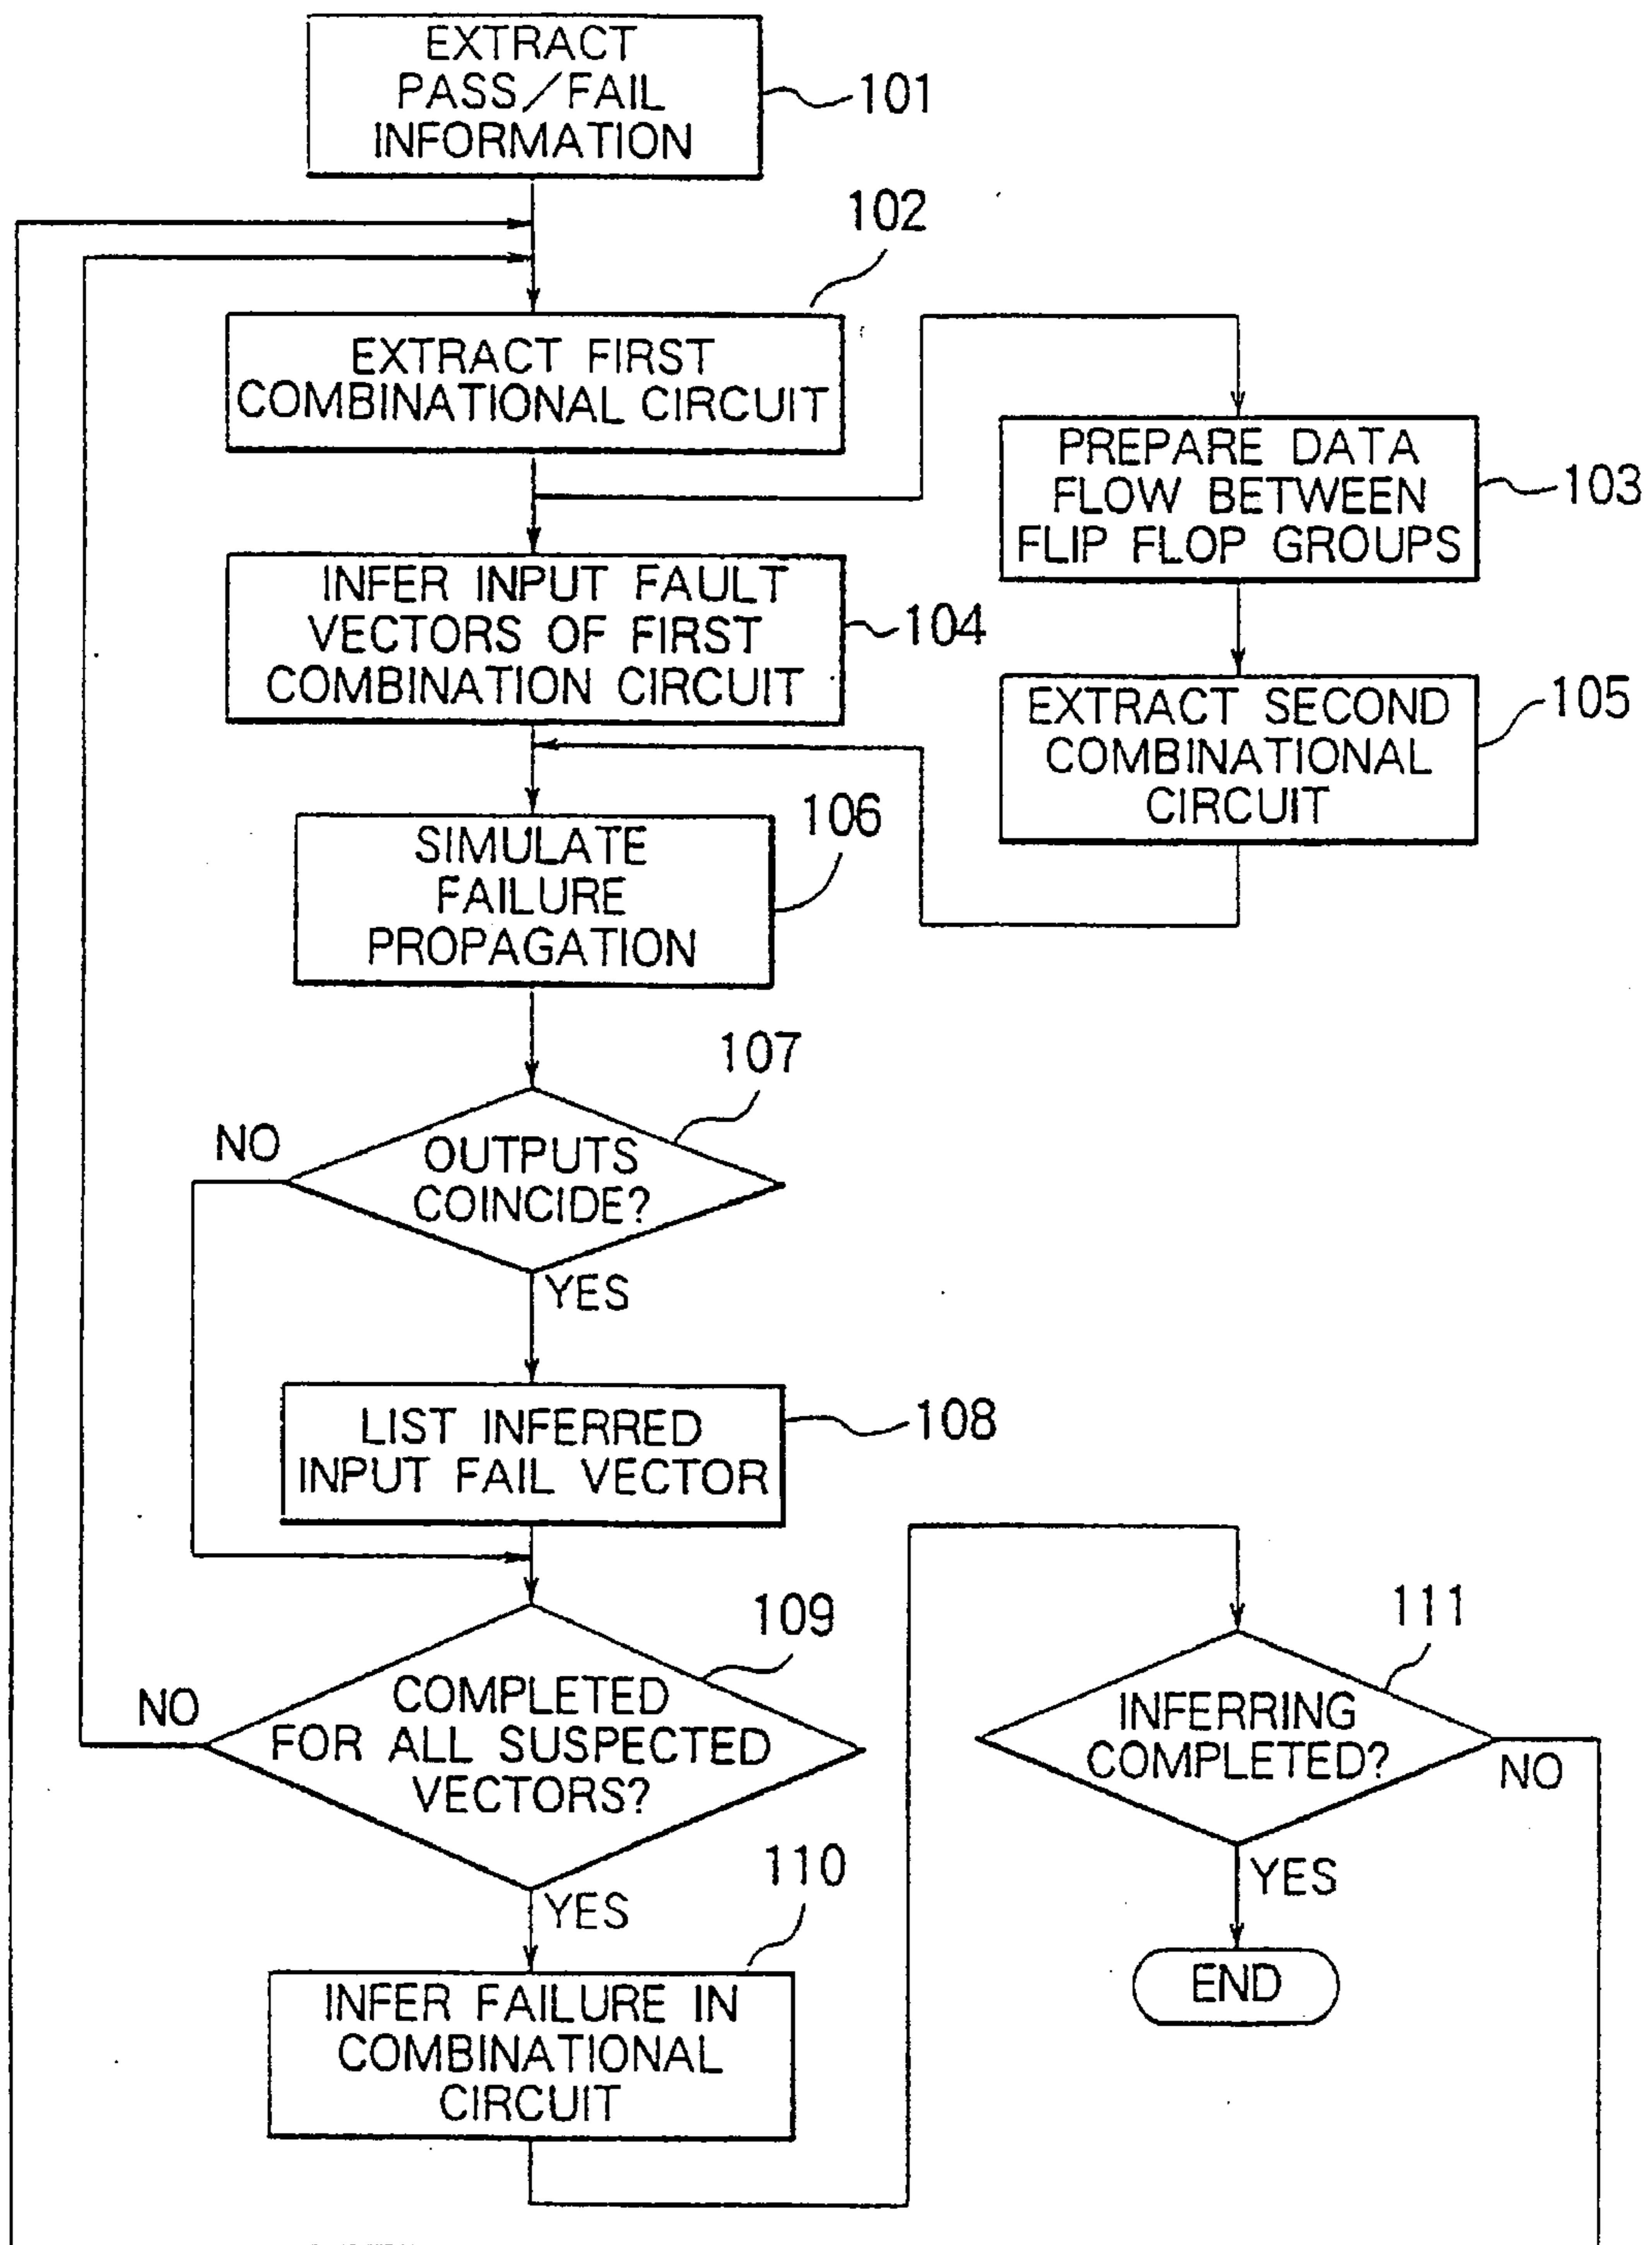 EXTRACT
PASS/FAIL
INFORMATION
101
102
EXTRACT FIRST
COMBINATIONAL CIRCUIT
PREPARE DATA
FLOW BETWEEN
FLIP FLOP GROUPS
103
INFER INPUT FAULT
VECTORS OF FIRST
COMBINATION CIRCUIT
104
EXTRACT SECOND
COMBINATIONAL
CIRCUIT
105
SIMULATE
FAILURE
PROPAGATION
106
107
NO
OUTPUTS
COINCIDE?
YES
LIST INFERRED
INPUT FAIL VECTOR
108
109
NO
COMPLETED
FOR ALL SUSPECTED
VECTORS?
YES
110
INFER FAILURE IN
COMBINATIONAL
CIRCUIT
111
INFERRING
COMPLETED?
NO
YES
END